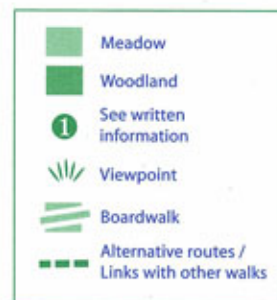 Meadow
Woodland
1 See written
information
Viewpoint
Boardwalk
Alternative routes /
Links with other walks